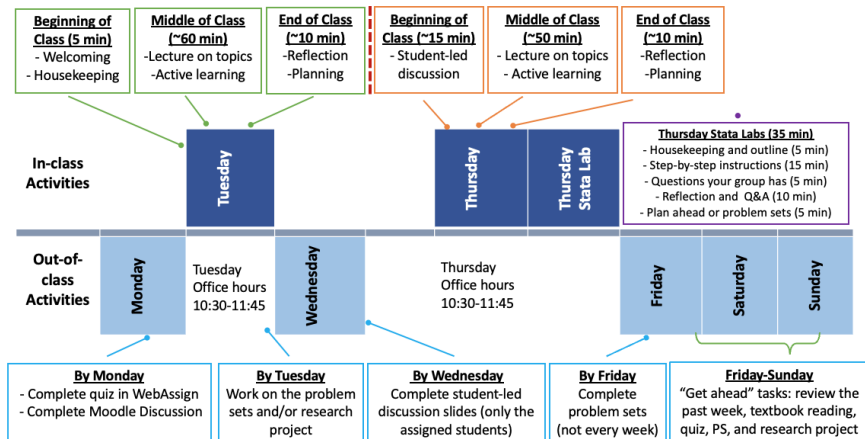 Beginning of
Class (5 min)
- Welcoming
- Housekeeping
Middle of Class
(~60 min)
-Lecture on topics
-Active learning
End of Class
(~10 min)
-Reflection
-Planning
Beginning of
Class (~15 min)
- Student-led
discussion
Middle of Class
(~50 min)
- Lecture on topics
- Active learning
End of Class
(~10 min)
-Reflection
-Planning
In-class
Activities
Tuesday
Thursday
Thursday
Stata Lab
Thursday Stata Labs (35 min)
- Housekeeping and outline (5 min)
- Step-by-step instructions (15 min)
- Questions your group has (5 min)
- Reflection and Q&A (10 min)
- Plan ahead or problem sets (5 min)
Out-of-
class
Activities
Monday
Tuesday
Office hours
10:30-11:45
Wednesday
Thursday
Office hours
10:30-11:45
Friday
Saturday
Sunday
By Monday
- Complete quiz in WebAssign
- Complete Moodle Discussion
By Tuesday
Work on the problem
sets and/or research
project
By Wednesday
Complete student-led
discussion slides (only the
assigned students)
By Friday
Complete
problem sets
(not every week)
Friday-Sunday
“Get ahead” tasks: review the
past week, textbook reading,
quiz, PS, and research project